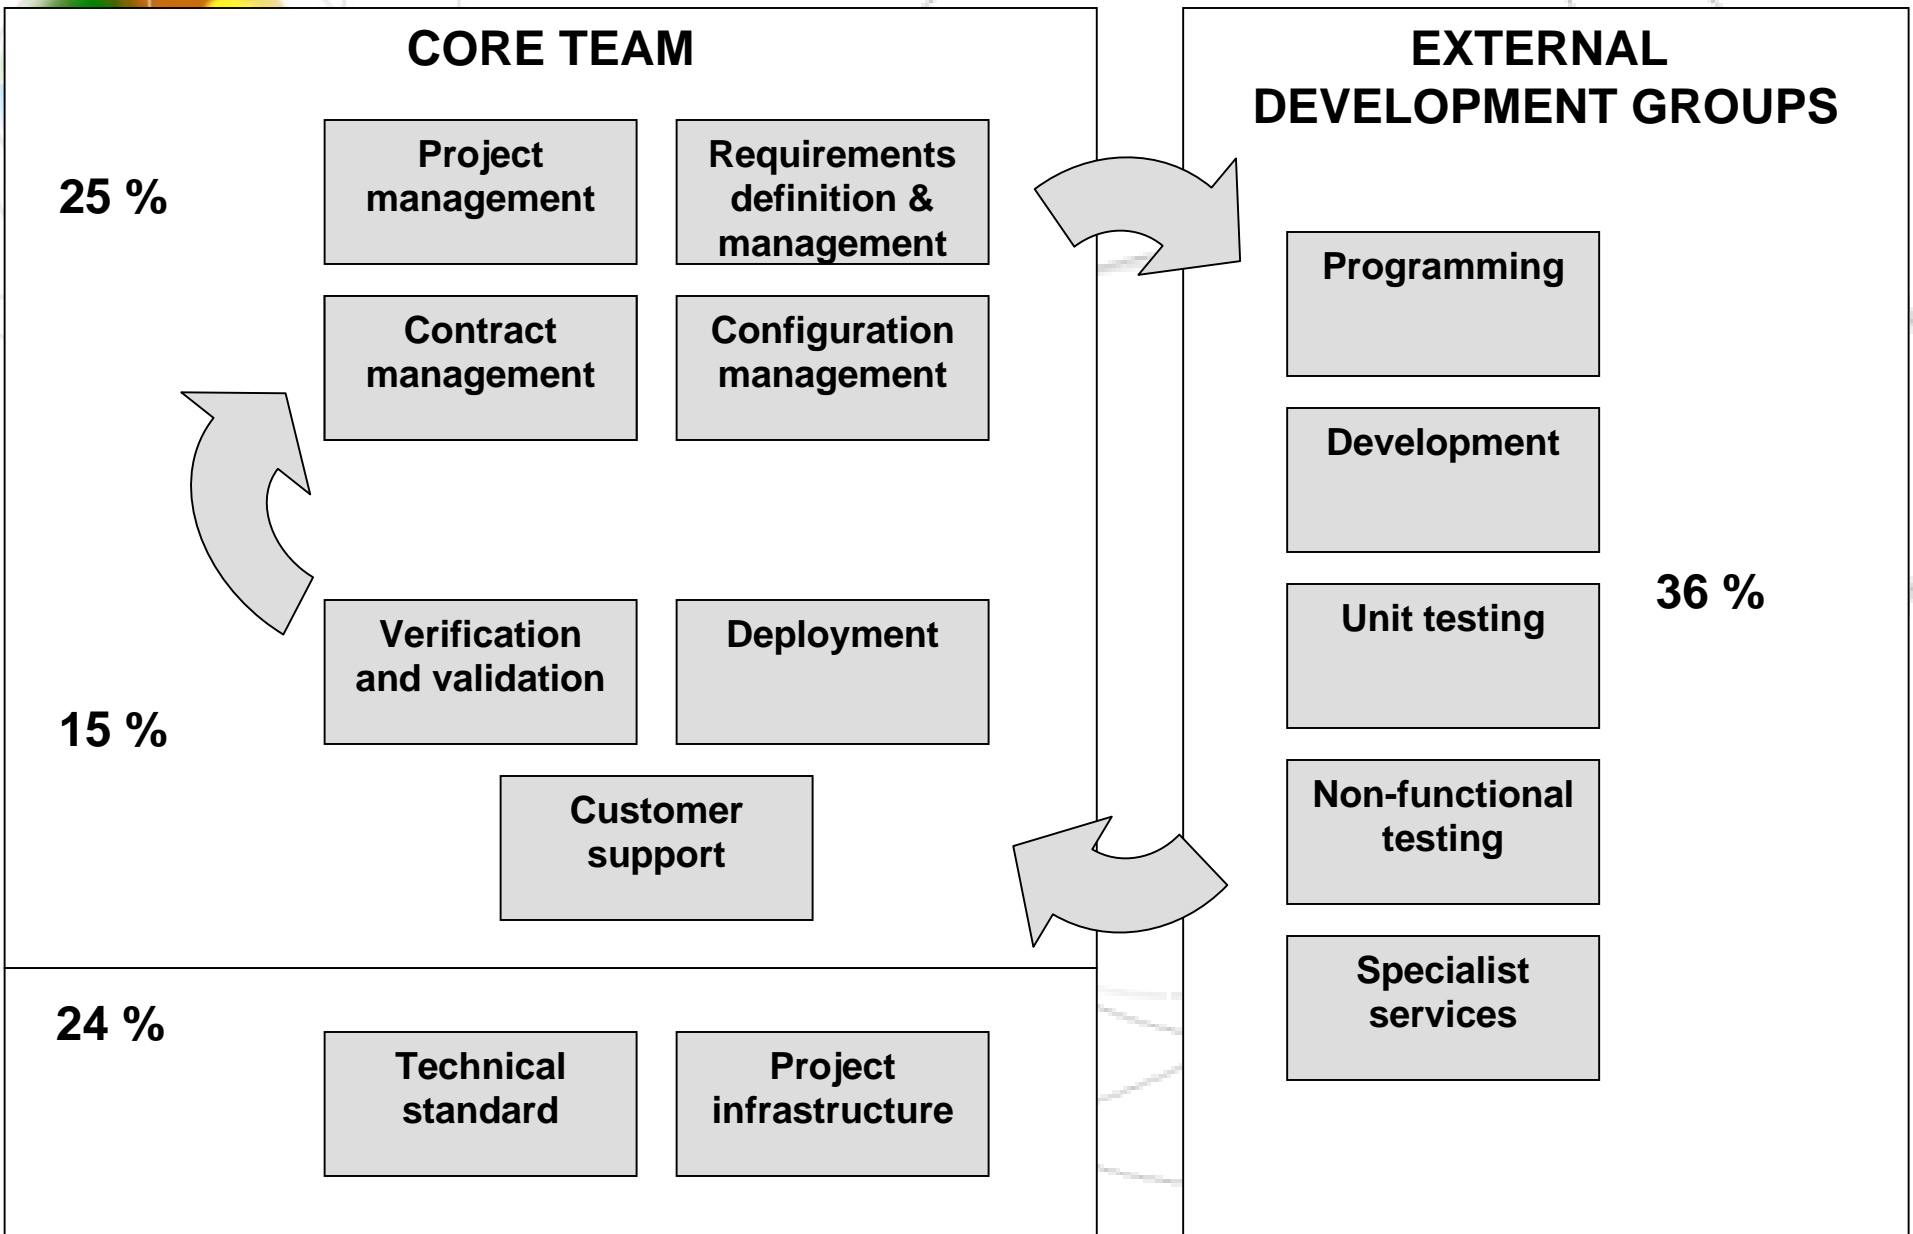 CORE TEAM
25 %
Project
management
Requirements
definition &
management
Contract
management
Configuration
management
15 %
Verification
and validation
Deployment
Customer
support
24 %
Technical
standard
Project
infrastructure
EXTERNAL
DEVELOPMENT GROUPS
Programming
Development
Unit testing
36 %
Non-functional
testing
Specialist
services